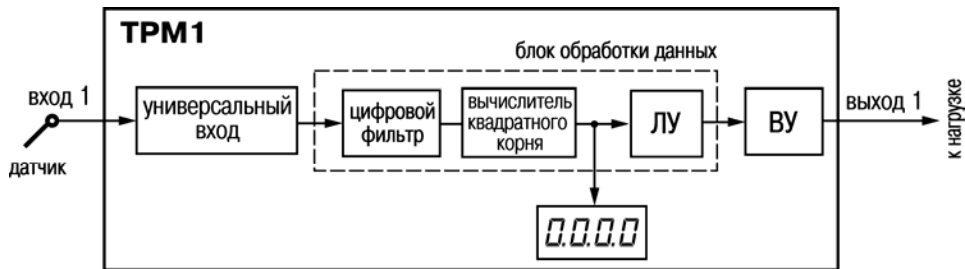 ТРМ1
блок обработки данных
вход 1
датчик
универсальный
вход
цифровой
фильтр
вычислитель
квадратного
корня
ЛУ
ВУ
выход 1
к нагрузке
0.0.0.0